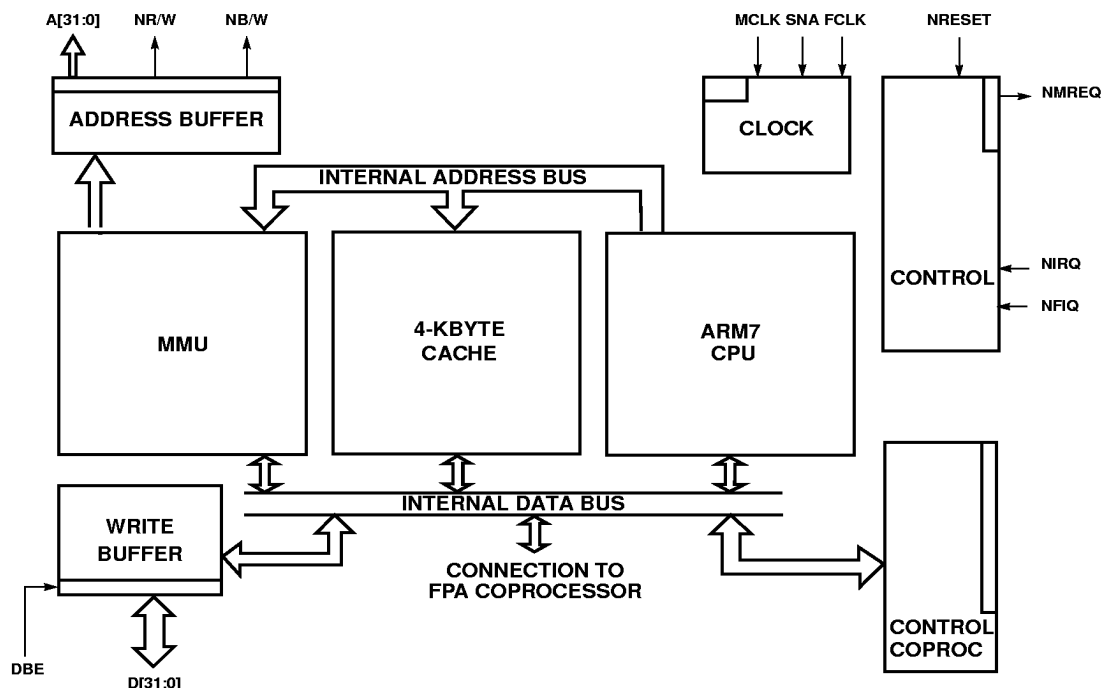 A[31:0] NR/W NB/W MCLK SNA FCLK NRESET
NMREQ
ADDRESS BUFFER
CLOCK
INTERNAL ADDRESS BUS
NIRQ
CONTROL
NFIQ
MMU
4-KBYTE
CACHE
ARM7
CPU
INTERNAL DATA BUS
WRITE
BUFFER
CONNECTION TO
FPA COPROCESSOR
CONTROL
COPROC
DBE
D[31:0]